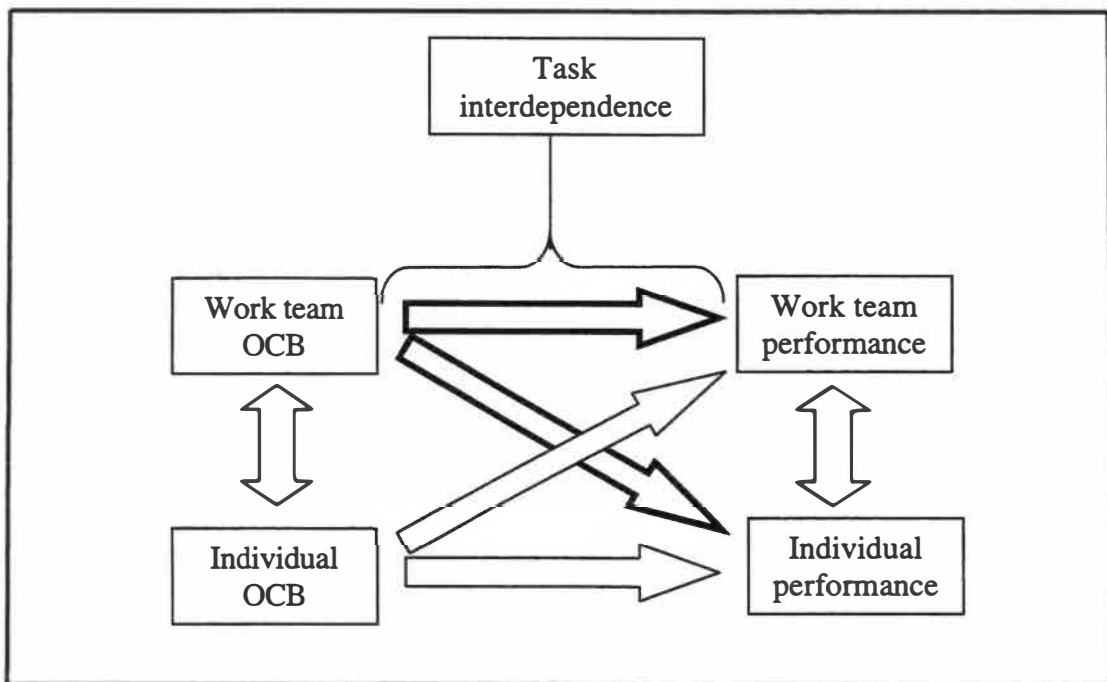 Task
interdependence
Work team
OCB
Work team
performance
Individual
OCB
Individual
performance